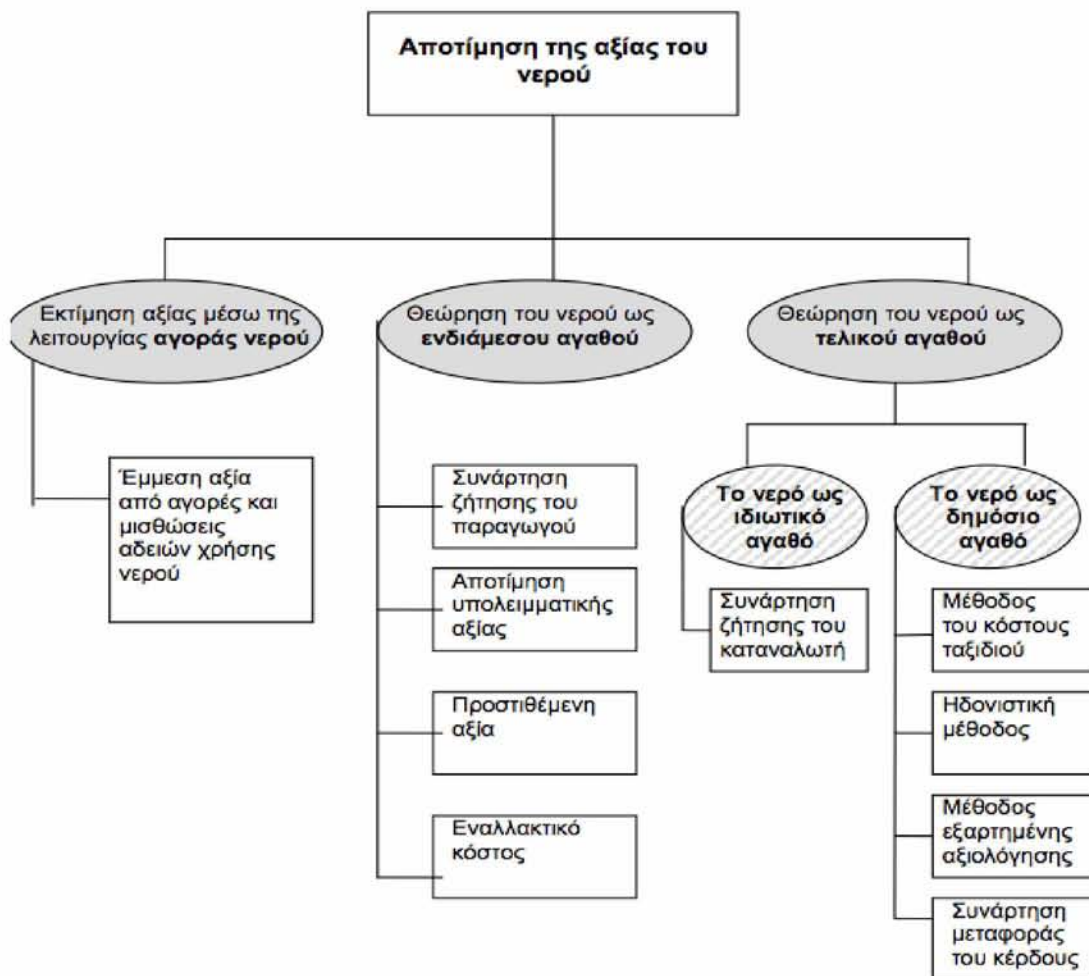 Αποτίμηση της αξίας του
νερού
Εκτίμηση αξίας μέσω της
λειτουργίας αγοράς νερού
Θεώρηση του νερού ως
ενδιάμεσου αγαθού
Θεώρηση του νερού ως
τελικού αγαθού
Έμμεση αξία
από αγορές και
μισθώσεις
αδειών χρήσης
νερού
Συνάρτηση
ζήτησης του
παραγωγού
Αποτίμηση
υπολειμματικής
αξίας
Προστιθέμενη
αξία
Εναλλακτικό
κόστος
Το νερό ως
ιδιωτικό
αγαθό
Συνάρτηση
ζήτησης του
καταναλωτή
Το νερό ως
δημόσιο
αγαθό
Μέθοδος
του κόστους
ταξιδιού
Ηδονιστική
μέθοδος
Μέθοδος
εξαρτημένης
αξιολόγησης
Συνάρτηση
μεταφοράς
του κέρδους